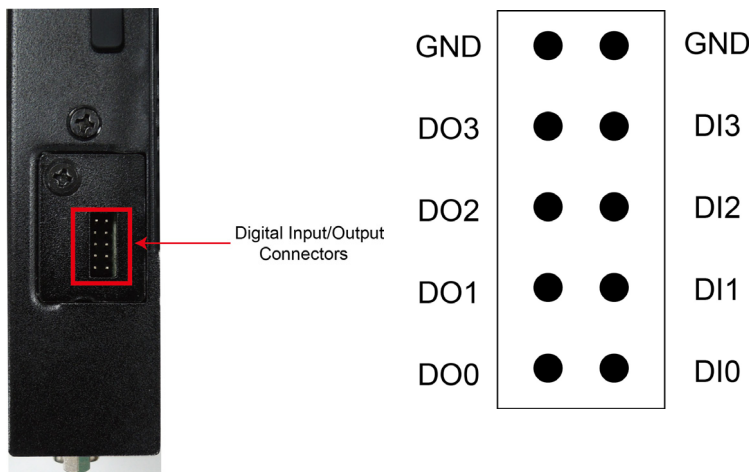 GND GND
DO3 DI3
DO2 DI2
Digital Input/Output
Connectors
DO1 DI1
DO0 DI0